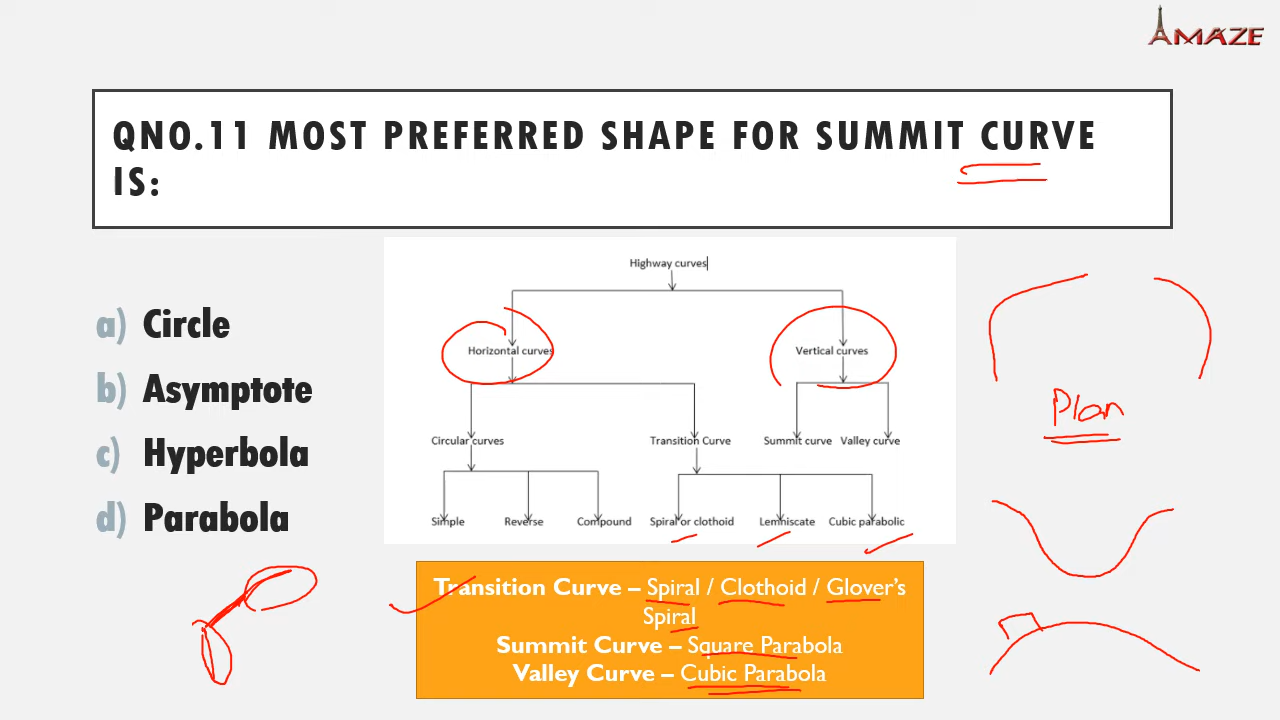 AMAZE
QNO.11 MOST PREFERRED SHAPE FOR SUMMIT CURVE
IS:
a) Circle
b) Asymptote
c) Hyperbola
d) Parabola
Highway curves
Horizontal curves
Vertical curves
Circular curves
Transition Curve
Summit curve
Valley curve
Simple
Reverse
Compound
Spiral or clothoid
Lemniscate
Cubic parabolic
Plan
Transition Curve – Spiral / Clothoid / Glover's
Spiral
Summit Curve – Square Parabola
Valley Curve – Cubic Parabola